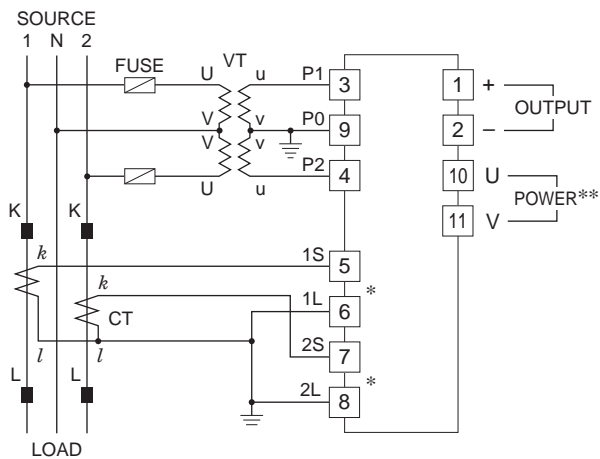 SOURCE
1 N 2
FUSE
VT
U u P1 3
1 +
OUTPUT
V v P0 9
2 −
V v
U u P2 4
10 U
POWER**
11 V
K K
k 1S 5
k 1L 6 *
CT
l l 2S 7
L L 2L 8 *
LOAD